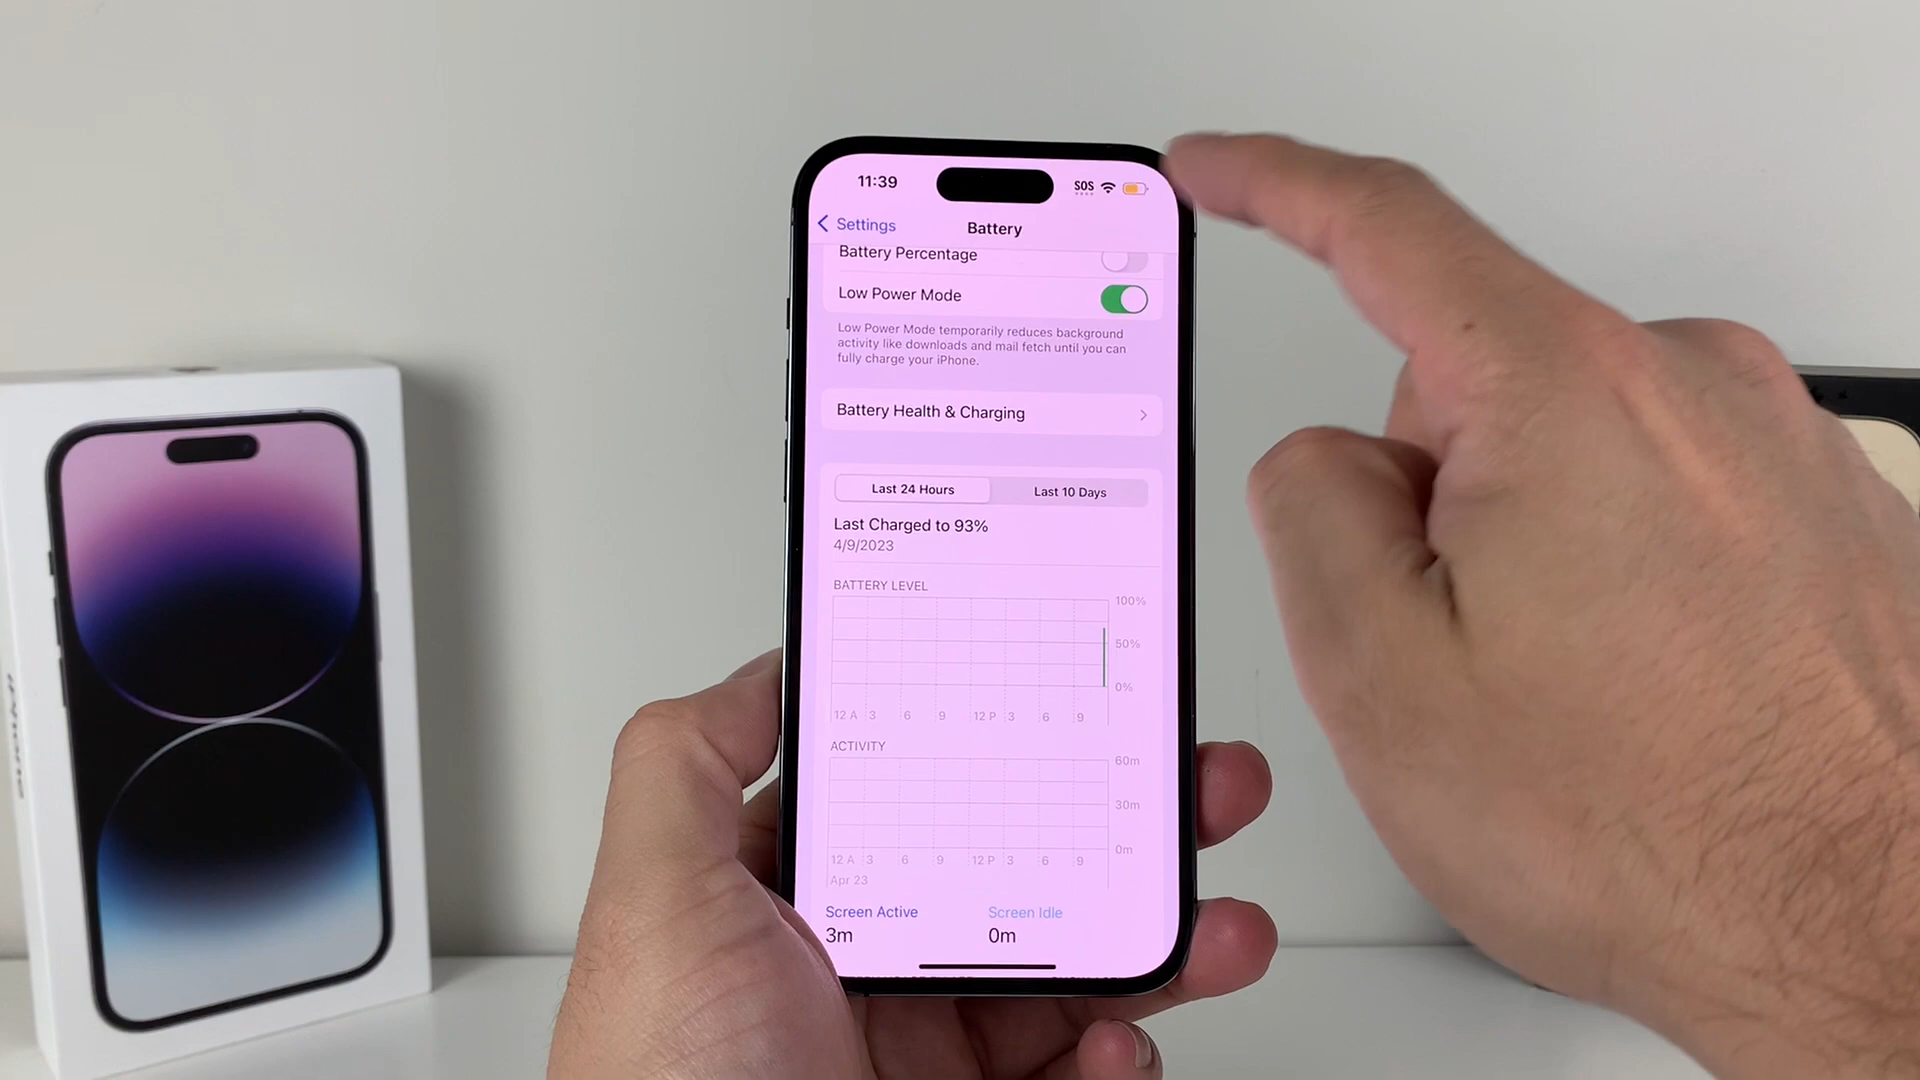 11:39
SOS
Settings
Battery
Battery Percentage
Low Power Mode
Low Power Mode temporarily reduces background
activity like downloads and mail fetch until you can
fully charge your iPhone.
Battery Health & Charging
Last 24 Hours
Last 10 Days
Last Charged to 93%
4/9/2023
BATTERY LEVEL
100%
50%
0%
12 A 3 6 9 12 P 3 6 9
ACTIVITY
60m
30m
0m
12 A 3 6 9 12 P 3 6 9
Apr 23
Screen Active
Screen Idle
3m
0m